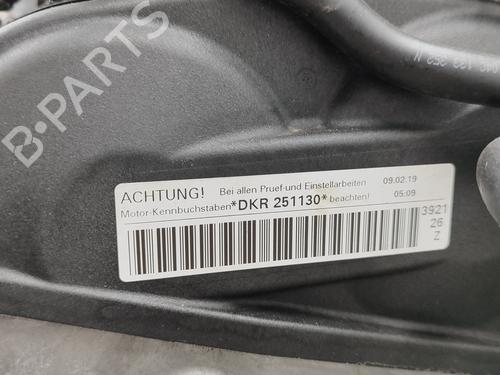 B-PARTS
ACHTUNG! Bei allen Pruef-und Einstellarbeiten 09.02.19
Motor-Kennbuchstaben *DKR 251130* beachten! 05:09
3921
26
Z